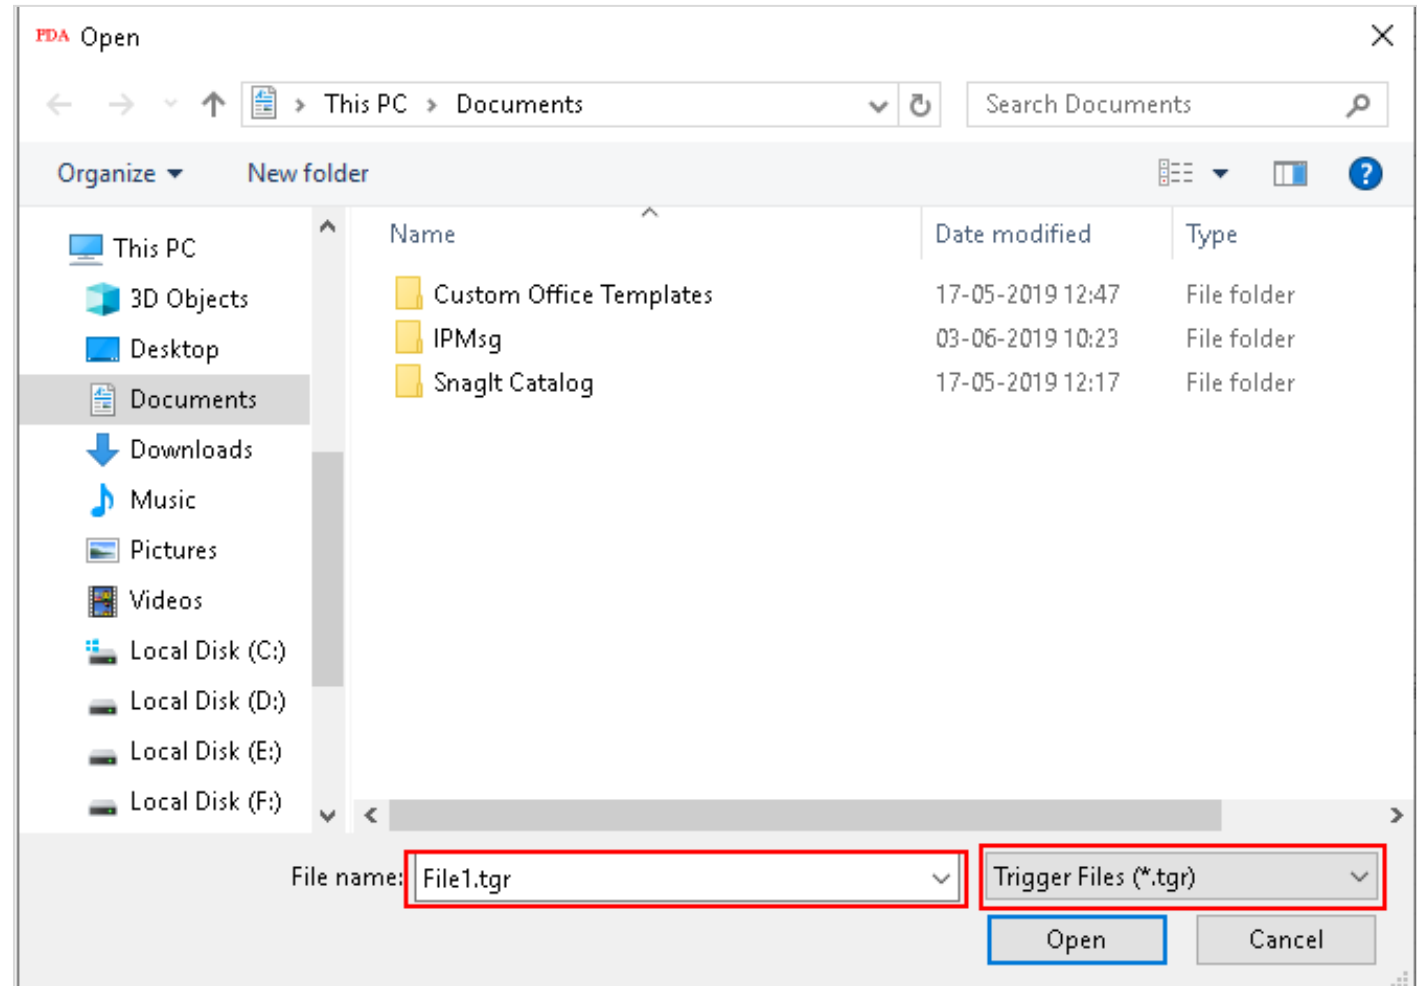 PDA Open
This PC > Documents
Search Documents
Organize
New folder
?
This PC
3D Objects
Desktop
Documents
Downloads
Music
Pictures
Videos
Local Disk (C:)
Local Disk (D:)
Local Disk (E:)
Local Disk (F:)
Name Date modified Type
Custom Office Templates 17-05-2019 12:47 File folder
IPMsg 03-06-2019 10:23 File folder
SnagIt Catalog 17-05-2019 12:17 File folder
File name: File1.tgr Trigger Files (*.tgr)
Open Cancel